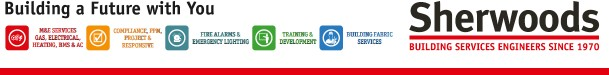 Building a Future with You
M&E SERVICES
GAS, ELECTRICAL,
HEATING, BMS & AC
COMPLIANCE, PPM,
PROJECT &
RESPONSIVE
FIRE ALARMS &
EMERGENCY LIGHTING
TRAINING &
DEVELOPMENT
BUILDING FABRIC
SERVICES
Sherwoods
BUILDING SERVICES ENGINEERS SINCE 1970